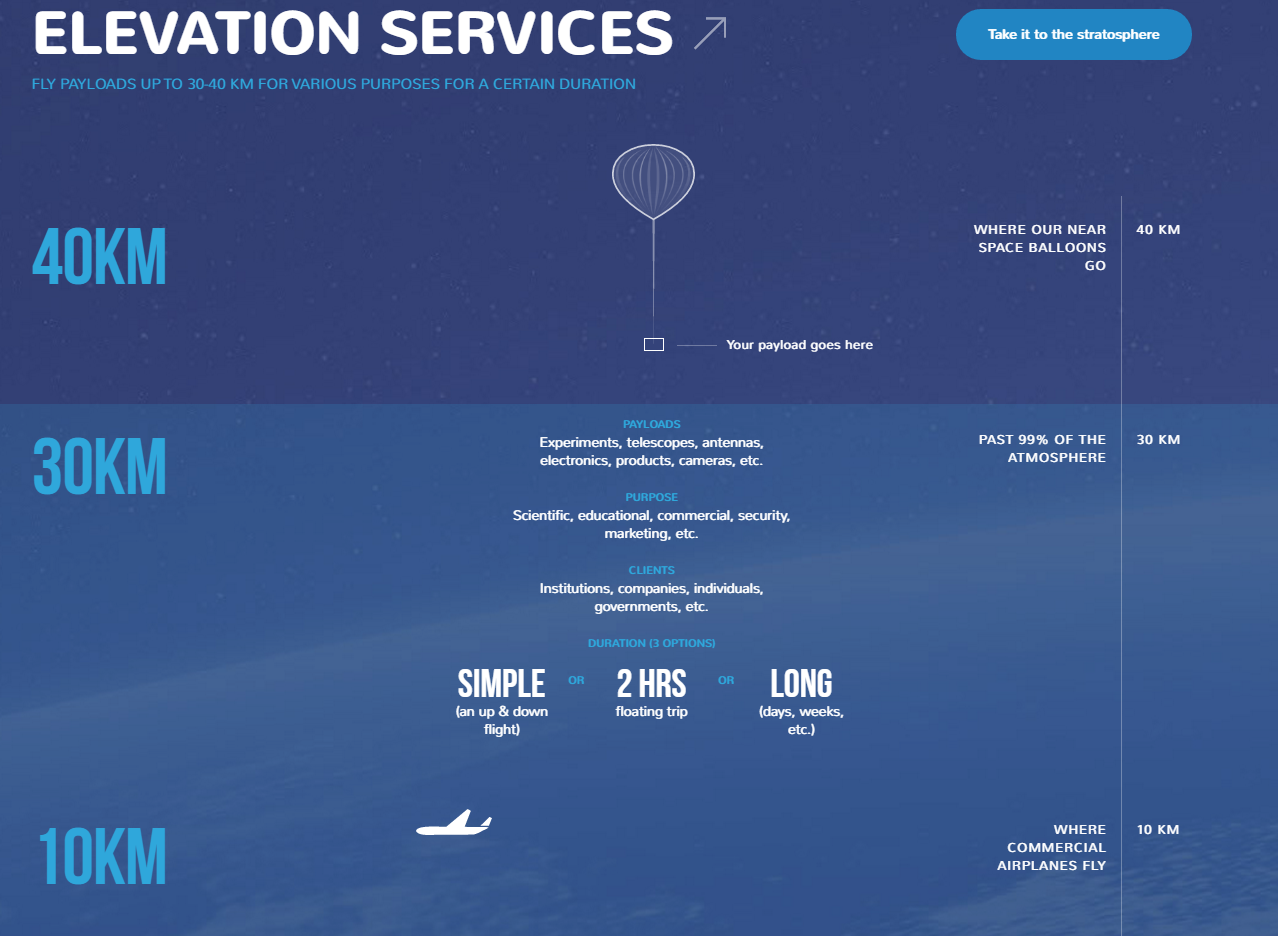 ELEVATION SERVICES
Take it to the stratosphere
FLY PAYLOADS UP TO 30-40 KM FOR VARIOUS PURPOSES FOR A CERTAIN DURATION
40KM
WHERE OUR NEAR
SPACE BALLOONS
GO
40 KM
Your payload goes here
30KM
PAYLOADS
Experiments, telescopes, antennas,
electronics, products, cameras, etc.
PAST 99% OF THE
ATMOSPHERE
30 KM
PURPOSE
Scientific, educational, commercial, security,
marketing, etc.
CLIENTS
Institutions, companies, individuals,
governments, etc.
DURATION (3 OPTIONS)
SIMPLE
(an up & down
flight)
OR
2 HRS
floating trip
OR
LONG
(days, weeks,
etc.)
10KM
WHERE
COMMERCIAL
AIRPLANES FLY
10 KM